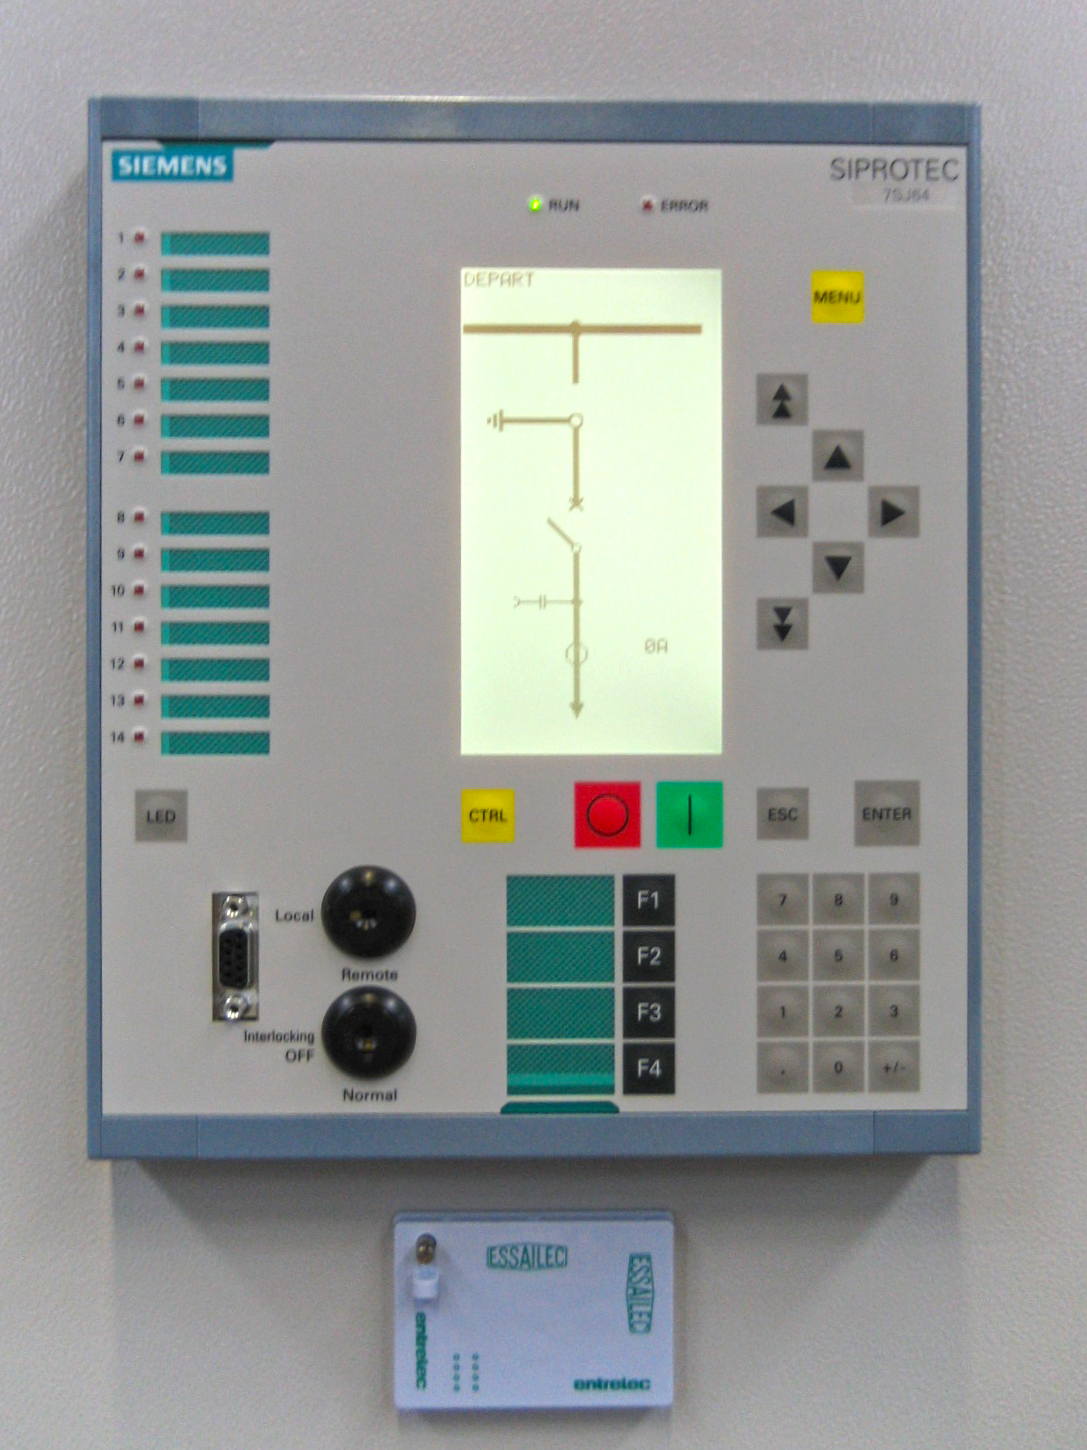 SIEMENS
SIPROTEC
7SJ64
RUN
ERROR
1
2
3
4
5
6
7
8
9
10
11
12
13
14
DEPART
0A
MENU
LED
CTRL
ESC
ENTER
Local
Remote
Interlocking
OFF
Normal
F1
F2
F3
F4
7 8 9
4 5 6
1 2 3
. 0 +/-
ESSAILEC
ESSAILEC
entrelec
entrelec